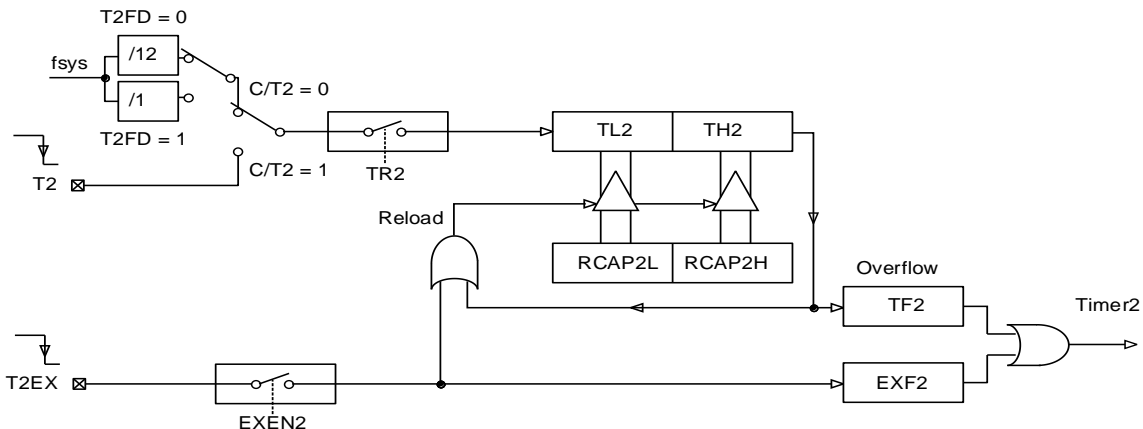 T2FD = 0
/12
fsys
C/T2 = 0
/1
T2FD = 1
TL2 TH2
T2
C/T2 = 1
TR2
Reload
RCAP2L RCAP2H
Overflow
TF2
Timer2
T2EX
EXF2
EXEN2